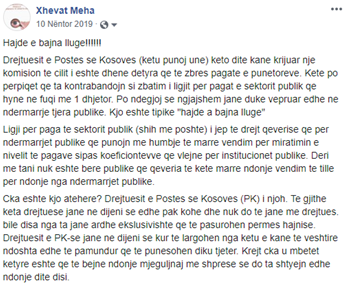 Xhevat Meha
10 Nëntor 2019
Hajde e bajna lluge!!!!!!!
Drejtuesit e Postes se Kosoves (ketu punoj une) keto dite kane krijuar nje
komision te cilit i eshte dhene detyra qe te zbres pagate e punetoreve. Kete po
perpiqet qe ta kontrabandojn si zbatim i ligjit per pagat e sektorit publik qe
hyne ne fuqi me 1 dhjetor. Po ndegjoj se ngjajshem jane duke vepruar edhe ne
ndermarrje tjera publike. Kjo eshte tipike "hajde a bajna lluge"
Ligji per paga te sektorit publik (shih me poshte) i jep te drejt qeverise qe per
ndermarrjet publike qe punojn me humbje te marre vendim per miratimin e
nivelit te pagave sipas koeficientevve qe vlejne per institucionet publike. Deri
me tani nuk eshte bere publike qe qeveria te kete marre ndonje vendim te tille
per ndonje nga ndermarrjet publike.
Cka eshte kjo atehere? Drejtuesit e Postes se Kosoves (PK) i njoh. Te gjithe
keta drejtuese jane ne dijeni se edhe pak kohe dhe nuk do te jane me drejtues.
bile disa nga ta jane ardhe ekslusivishte qe te pasurohen permes hajnise.
Drejtuesit e PK-se jane ne dijeni se kur te largohen nga ketu e kane te veshtire
ndoshta edhe te pamundur qe te punesohen diku tjeter. Krejt cka u mbetet
ketyre eshte qe te bejne ndonje mjegulljnaj me shprese se do ta shtyejn edhe
ndonje dite disi.